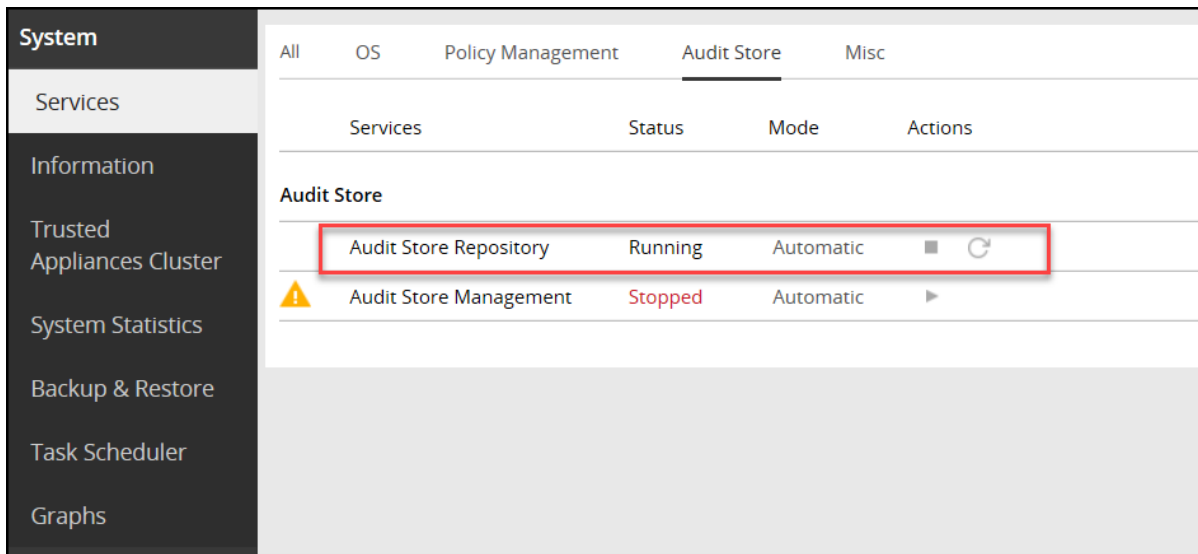 System
Services
Information
Trusted
Appliances Cluster
System Statistics
Backup & Restore
Task Scheduler
Graphs
All OS Policy Management Audit Store Misc
Services Status Mode Actions
Audit Store
Audit Store Repository Running Automatic
Audit Store Management Stopped Automatic